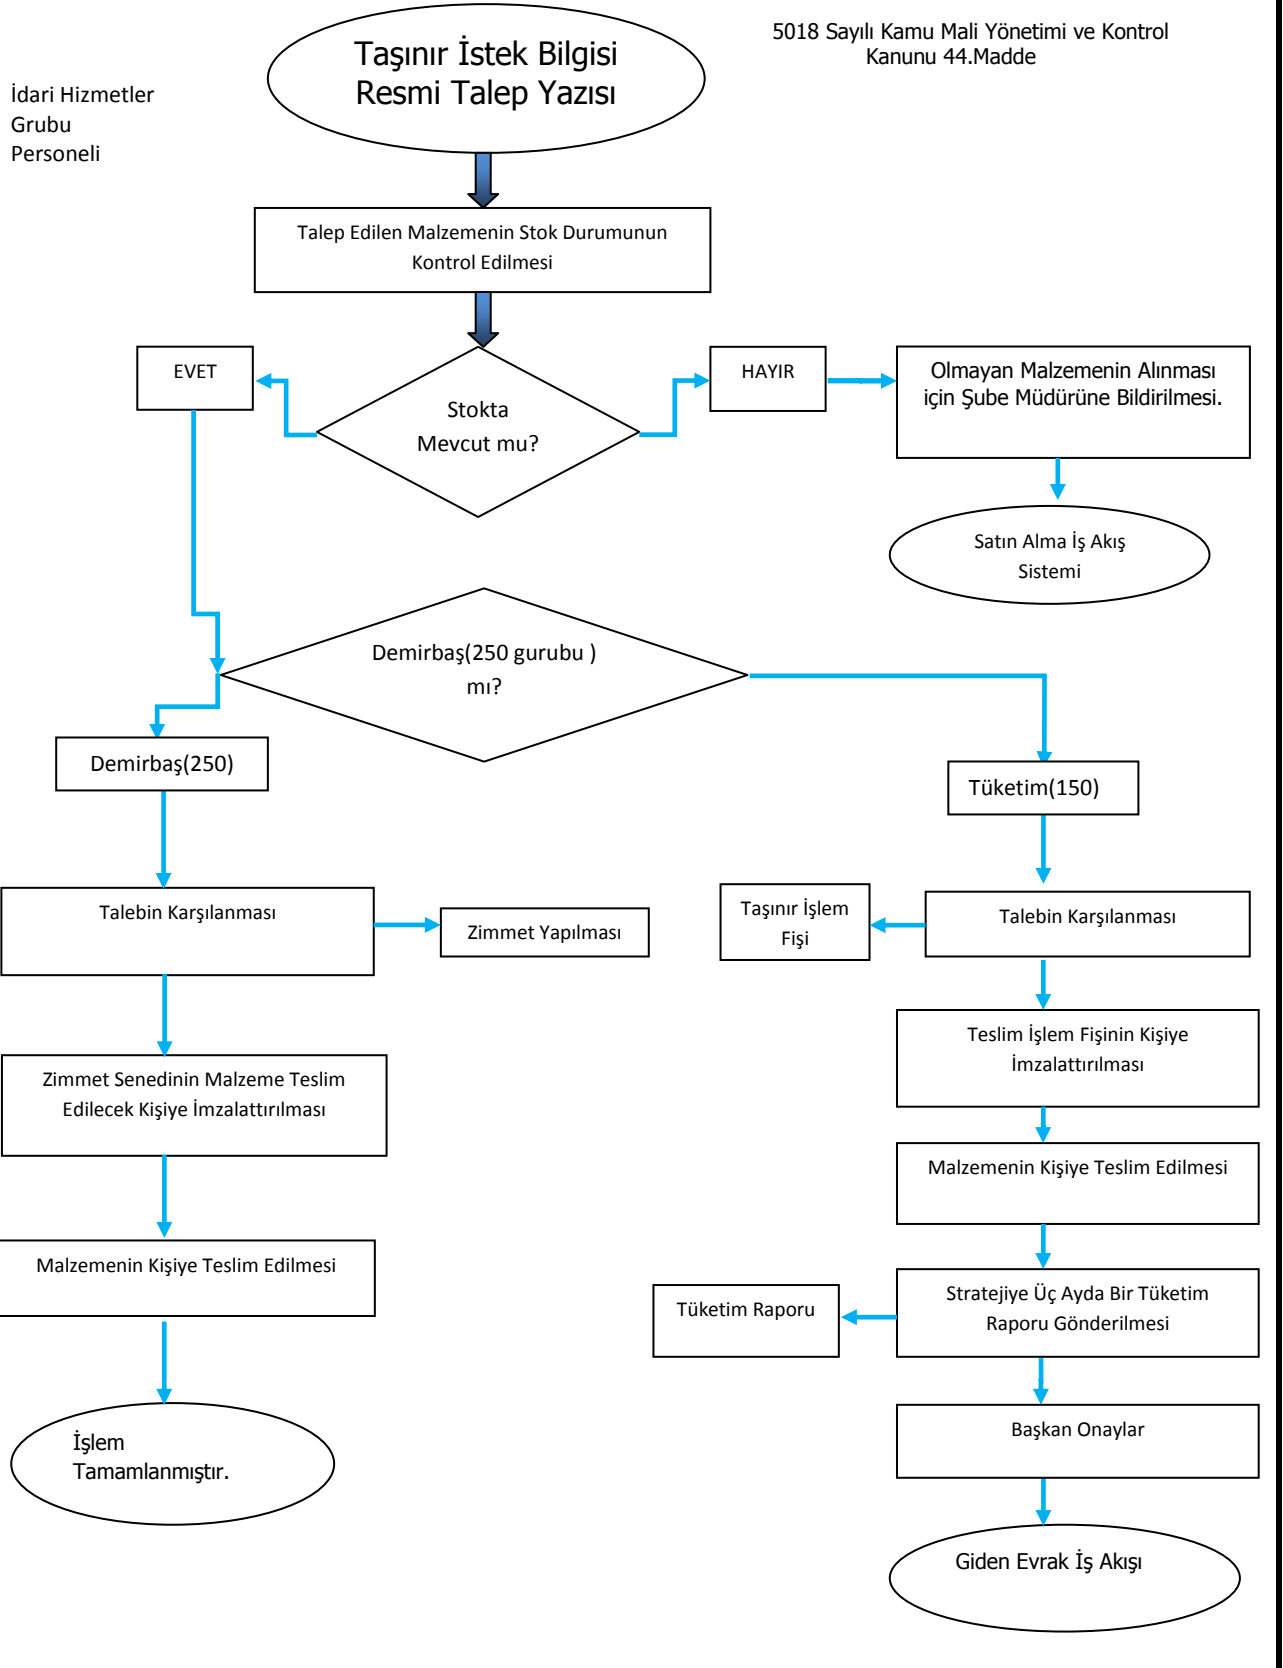 5018 Sayılı Kamu Mali Yönetimi ve Kontrol
Kanunu 44.Madde
Taşınır İstek Bilgisi
Resmi Talep Yazısı
İdari Hizmetler
Grubu
Personeli
Talep Edilen Malzemenin Stok Durumunun
Kontrol Edilmesi
EVET
Stokta
Mevcut mu?
HAYIR
Olmayan Malzemenin Alınması
için Şube Müdürüne Bildirilmesi.
Satın Alma İş Akış
Sistemi
Demirbaş(250 gurubu )
mı?
Demirbaş(250)
Tüketim(150)
Talebin Karşılanması
Zimmet Yapılması
Taşınır İşlem
Fişi
Talebin Karşılanması
Zimmet Senedinin Malzeme Teslim
Edilecek Kişiye İmzalattırılması
Teslim İşlem Fişinin Kişiye
İmzalattırılması
Malzemenin Kişiye Teslim Edilmesi
Malzemenin Kişiye Teslim Edilmesi
Tüketim Raporu
Stratejiye Üç Ayda Bir Tüketim
Raporu Gönderilmesi
İşlem
Tamamlanmıştır.
Başkan Onaylar
Giden Evrak İş Akışı